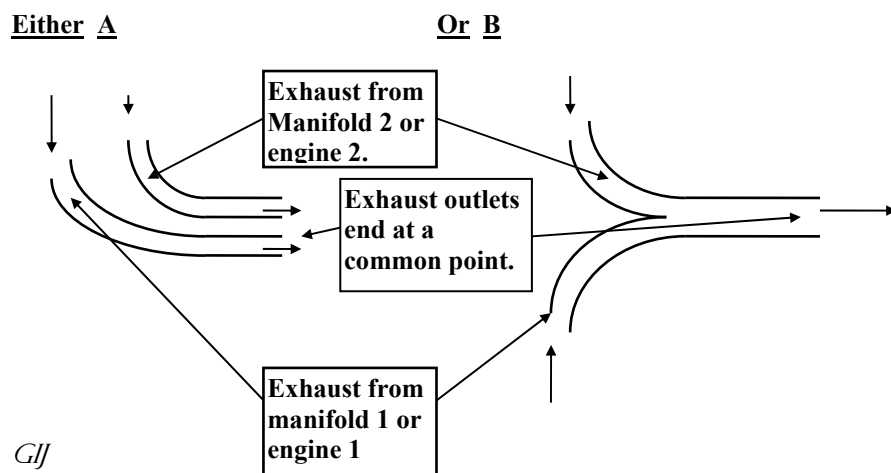 Either A
Or B
Exhaust from
Manifold 2 or
engine 2.
Exhaust outlets
end at a
common point.
Exhaust from
manifold 1 or
engine 1
GIJ